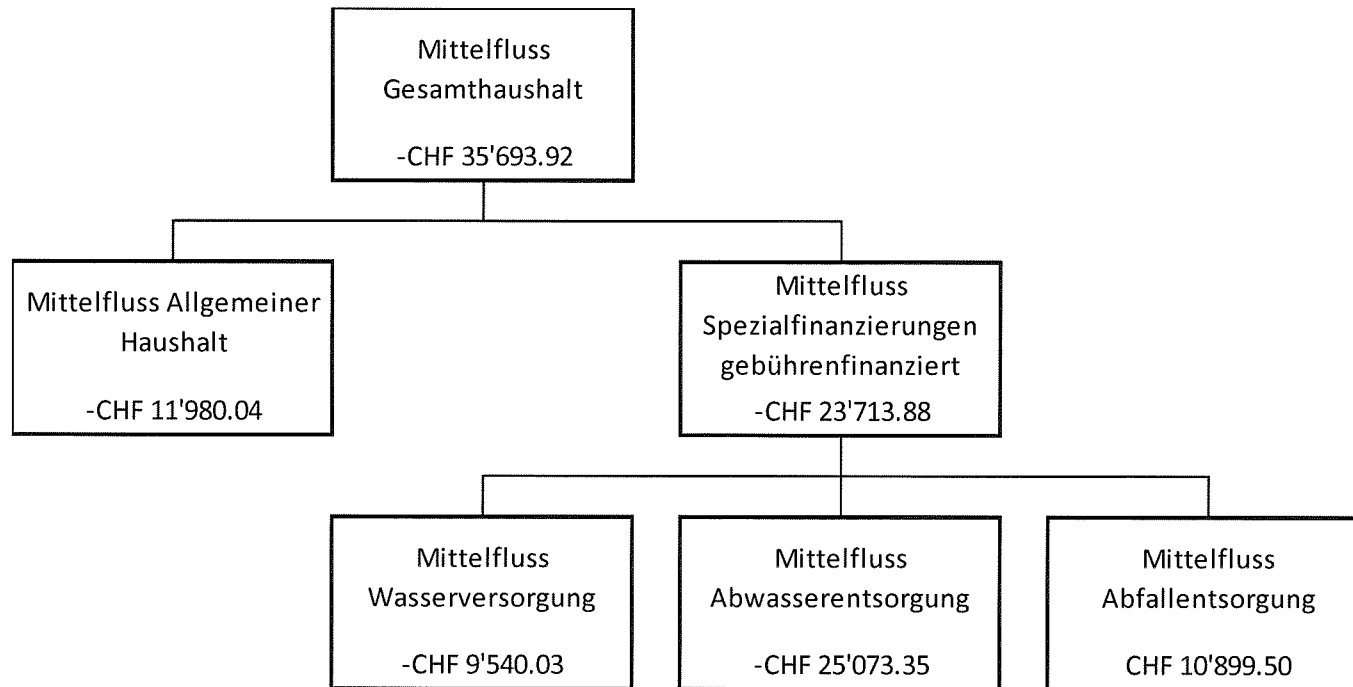 Mittelfluss
Gesamthaushalt
-CHF 35'693.92
Mittelfluss Allgemeiner
Haushalt
-CHF 11'980.04
Mittelfluss
Spezialfinanzierungen
gebührenfinanziert
-CHF 23'713.88
Mittelfluss
Wasserversorgung
-CHF 9'540.03
Mittelfluss
Abwasserentsorgung
-CHF 25'073.35
Mittelfluss
Abfallentsorgung
CHF 10'899.50